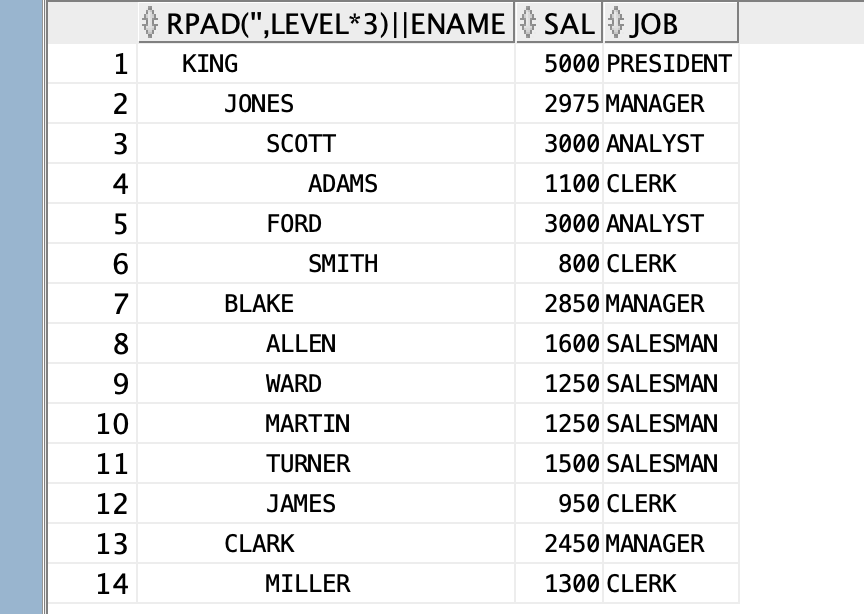 RPAD('',LEVEL*3)||ENAME SAL JOB
1 KING 5000 PRESIDENT
2 JONES 2975 MANAGER
3 SCOTT 3000 ANALYST
4 ADAMS 1100 CLERK
5 FORD 3000 ANALYST
6 SMITH 800 CLERK
7 BLAKE 2850 MANAGER
8 ALLEN 1600 SALESMAN
9 WARD 1250 SALESMAN
10 MARTIN 1250 SALESMAN
11 TURNER 1500 SALESMAN
12 JAMES 950 CLERK
13 CLARK 2450 MANAGER
14 MILLER 1300 CLERK